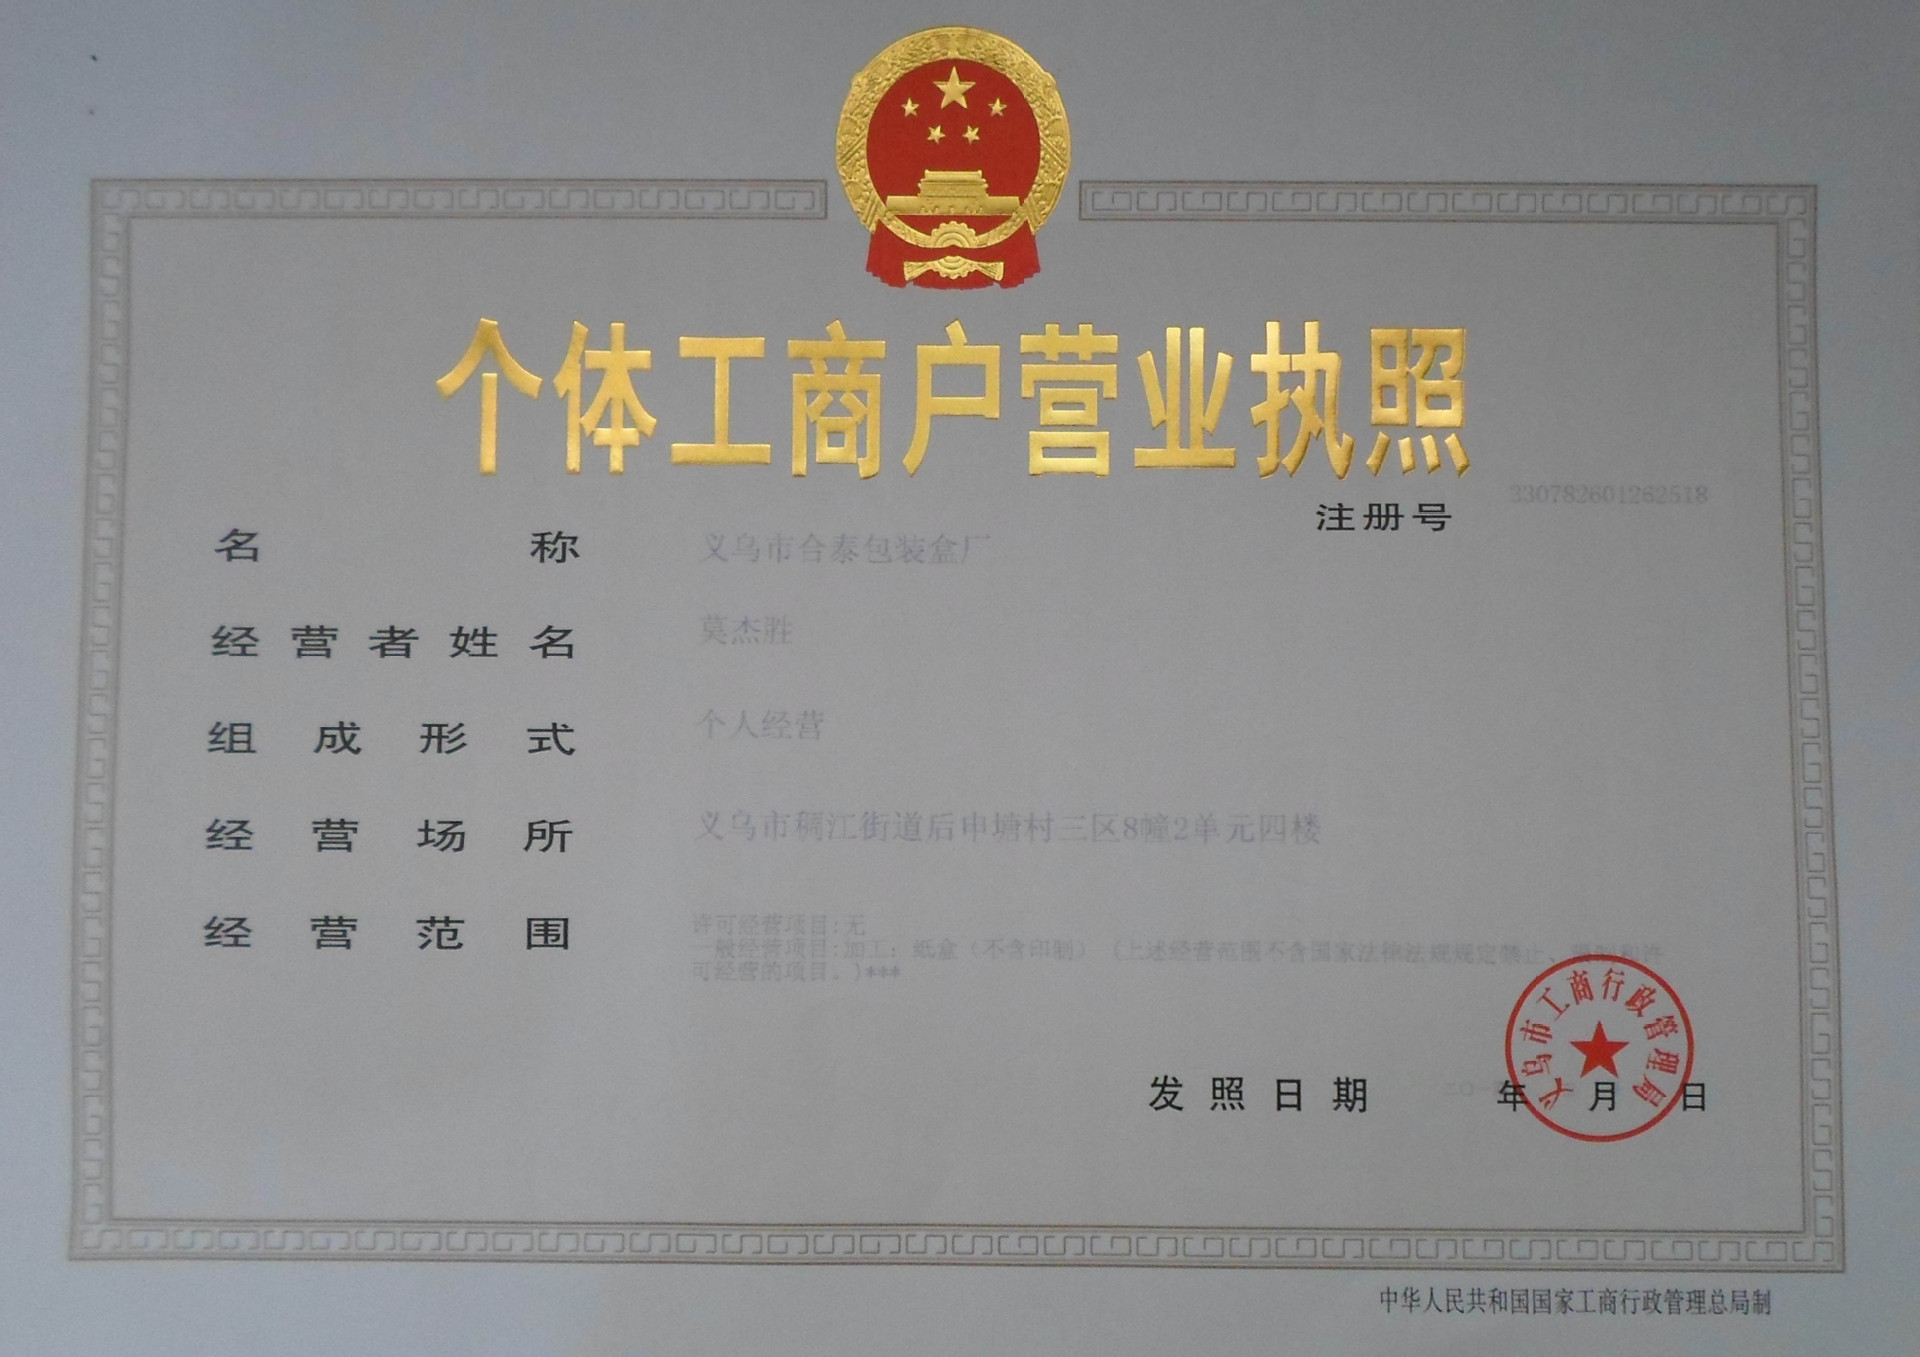 个体工商户营业执照
注册号 330782601262518
名称 义乌市合泰包装盒厂
经营者姓名 莫杰胜
组成形式 个人经营
经营场所 义乌市稠江街道后申塘村三区8幢2单元四楼
经营范围 许可经营项目:无
一般经营项目:加工：纸盒（不含印制）（上述经营范围不含国家法律法规规定禁止、限制和许
可经营的项目。)***
义乌市工商行政管理局
发照日期 年 月 日
中华人民共和国国家工商行政管理总局制